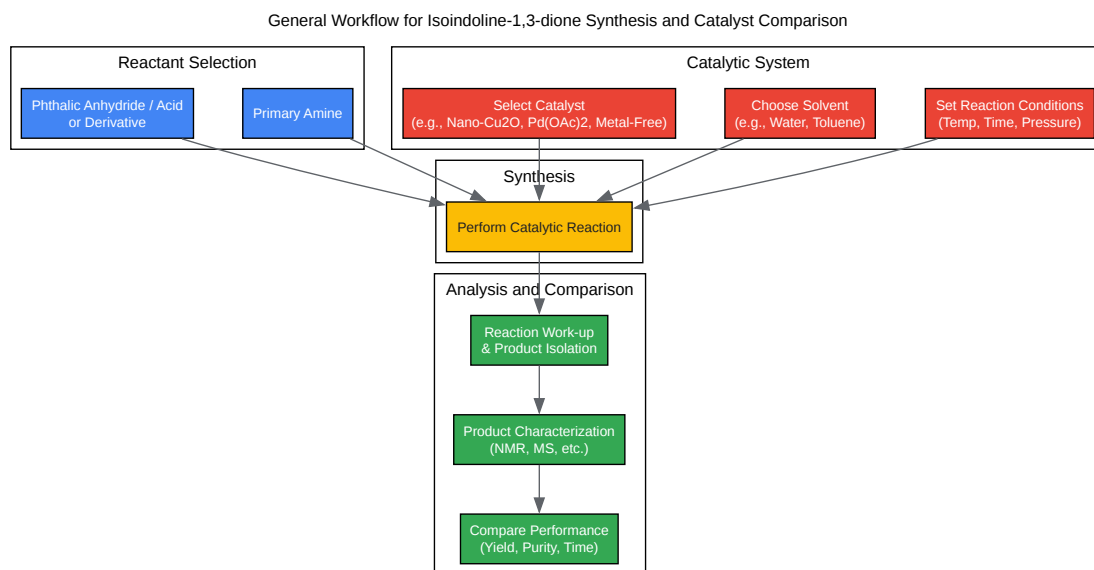 General Workflow for Isoindoline-1,3-dione Synthesis and Catalyst Comparison
Reactant Selection
Phthalic Anhydride / Acid
or Derivative
Primary Amine
Catalytic System
Select Catalyst
(e.g., Nano-Cu2O, Pd(OAc)2, Metal-Free)
Choose Solvent
(e.g., Water, Toluene)
Set Reaction Conditions
(Temp, Time, Pressure)
Synthesis
Perform Catalytic Reaction
Analysis and Comparison
Reaction Work-up
& Product Isolation
Product Characterization
(NMR, MS, etc.)
Compare Performance
(Yield, Purity, Time)